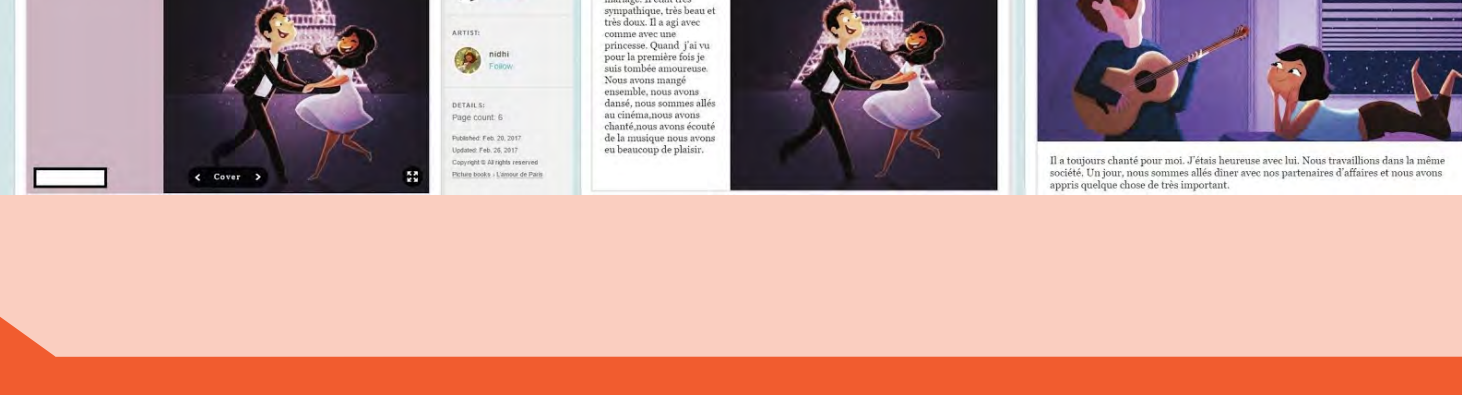 Cover
ARTIST:
nidhi
Follow
DETAILS:
Page count: 6
Published: Feb. 20, 2017
Updated: Feb. 26, 2017
Copyright © All rights reserved
Picture books › L'amour de Paris
sympathique, très beau et
très doux. Il a agi avec
comme avec une
princesse. Quand j'ai vu
pour la première fois je
suis tombée amoureuse.
Nous avons mangé
ensemble, nous avons
dansé, nous sommes allés
au cinéma,nous avons
chanté,nous avons écouté
de la musique nous avons
eu beaucoup de plaisir.
Il a toujours chanté pour moi. J'étais heureuse avec lui. Nous travaillions dans la même
société. Un jour, nous sommes allés diner avec nos partenaires d'affaires et nous avons
appris quelque chose de très important.